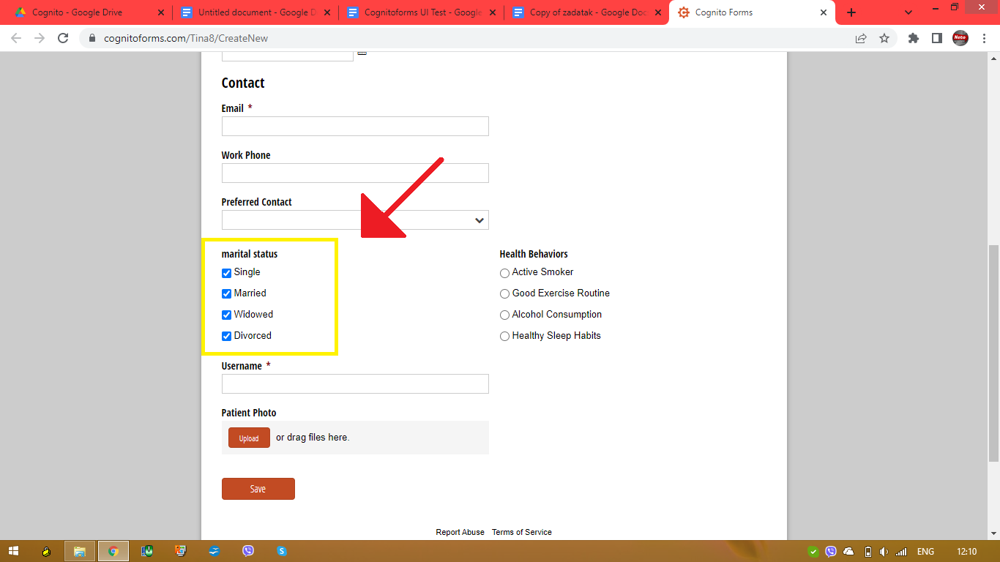 Cognito - Google Drive
Untitled document - Google D
Cognitoforms UI Test - Google
Copy of zadatak - Google Doc
Cognito Forms
cognitoforms.com/Tina8/CreateNew
Contact
Email *
Work Phone
Preferred Contact
marital status
Single
Married
Widowed
Divorced
Health Behaviors
Active Smoker
Good Exercise Routine
Alcohol Consumption
Healthy Sleep Habits
Username *
Patient Photo
Upload or drag files here.
Save
Report Abuse Terms of Service
ENG 12:10